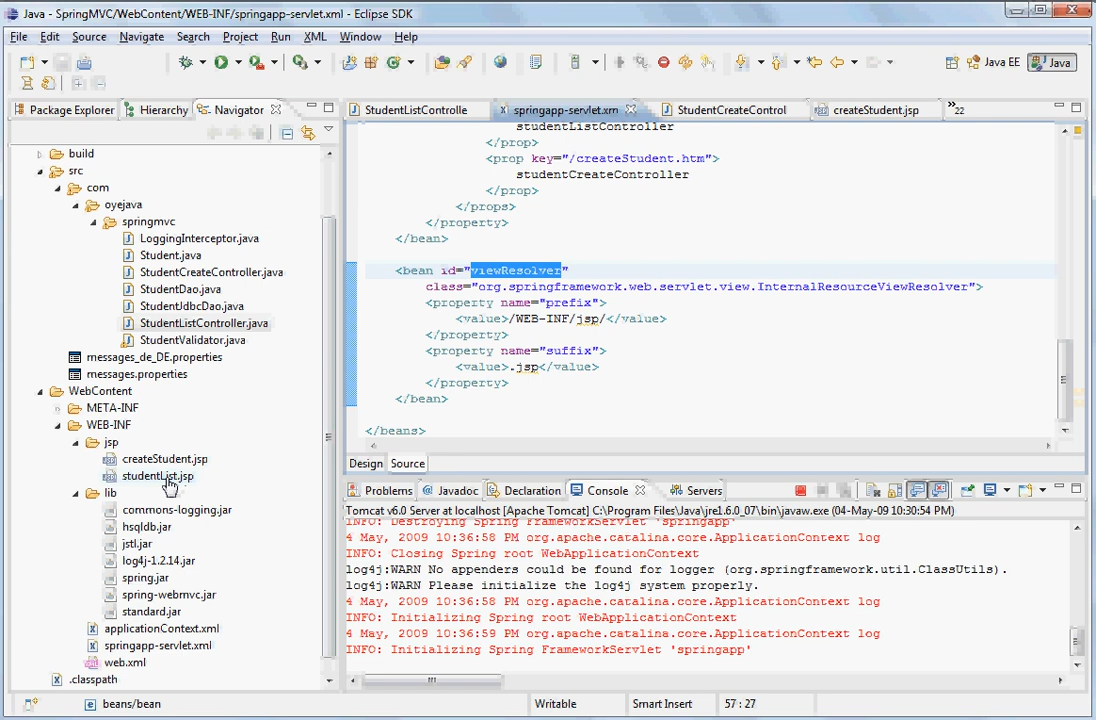 Java - SpringMVC/WebContent/WEB-INF/springapp-servlet.xml - Eclipse SDK
File Edit Source Navigate Search Project Run XML Window Help
Java EE Java
Package Explorer Hierarchy Navigator
build
src
com
oyejava
springmvc
LoggingInterceptor.java
Student.java
StudentCreateController.java
StudentDao.java
StudentJdbcDao.java
StudentListController.java
StudentValidator.java
messages_de_DE.properties
messages.properties
WebContent
META-INF
WEB-INF
jsp
createStudent.jsp
studentList.jsp
lib
commons-logging.jar
hsqldb.jar
jstl.jar
log4j-1.2.14.jar
spring.jar
spring-webmvc.jar
standard.jar
applicationContext.xml
springapp-servlet.xml
web.xml
.classpath
StudentListControlle springapp-servlet.xm StudentCreateControl createStudent.jsp »22
studentListController
</prop>
<prop key="/createStudent.htm">
studentCreateController
</prop>
</props>
</property>
</bean>
<bean id="viewResolver"
class="org.springframework.web.servlet.view.InternalResourceViewResolver">
<property name="prefix">
<value>/WEB-INF/jsp/</value>
</property>
<property name="suffix">
<value>.jsp</value>
</property>
</bean>
</beans>
Design Source
Problems Javadoc Declaration Console Servers
Tomcat v6.0 Server at localhost [Apache Tomcat] C:\Program Files\Java\jre1.6.0_07\bin\javaw.exe (04-May-09 10:30:54 PM)
INFO: Destroying Spring FrameworkServlet 'springapp'
4 May, 2009 10:36:58 PM org.apache.catalina.core.ApplicationContext log
INFO: Closing Spring root WebApplicationContext
log4j:WARN No appenders could be found for logger (org.springframework.util.ClassUtils).
log4j:WARN Please initialize the log4j system properly.
4 May, 2009 10:36:58 PM org.apache.catalina.core.ApplicationContext log
INFO: Initializing Spring root WebApplicationContext
4 May, 2009 10:36:59 PM org.apache.catalina.core.ApplicationContext log
INFO: Initializing Spring FrameworkServlet 'springapp'
beans/bean Writable Smart Insert 57 : 27